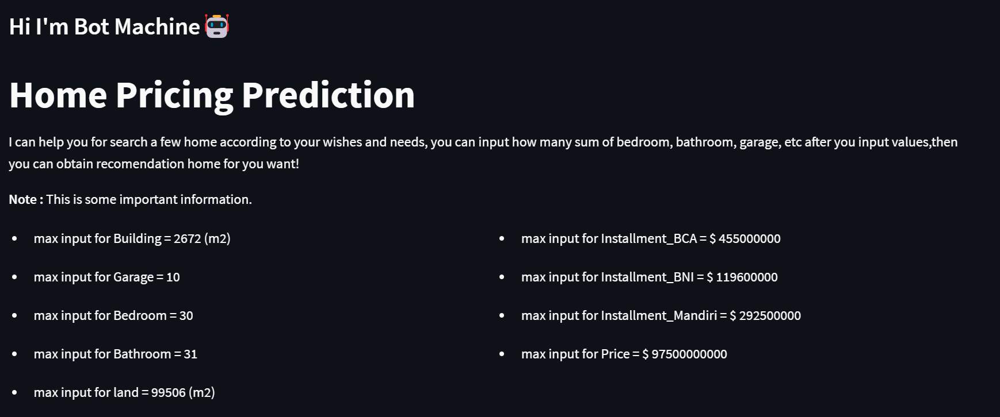 Hi I'm Bot Machine 🤖
Home Pricing Prediction
I can help you for search a few home according to your wishes and needs, you can input how many sum of bedroom, bathroom, garage, etc after you input values,then
you can obtain recomendation home for you want!
Note : This is some important information.
• max input for Building = 2672 (m2)
• max input for Garage = 10
• max input for Bedroom = 30
• max input for Bathroom = 31
• max input for land = 99506 (m2)
• max input for Installment_BCA = $ 455000000
• max input for Installment_BNI = $ 119600000
• max input for Installment_Mandiri = $ 292500000
• max input for Price = $ 97500000000